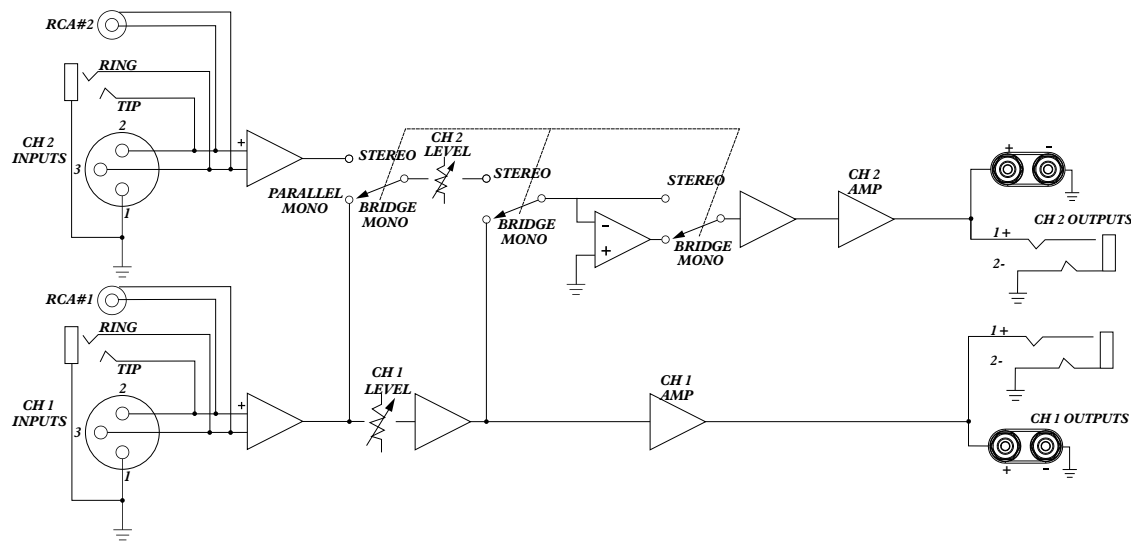 RCA#2
RING
TIP
CH 2
INPUTS
2
3
1
+
STEREO
PARALLEL
MONO
BRIDGE
MONO
CH 2
LEVEL
STEREO
BRIDGE
MONO
STEREO
-
+
BRIDGE
MONO
CH 2
AMP
+
-
CH 2 OUTPUTS
1+
2-
RCA#1
RING
TIP
CH 1
INPUTS
2
3
1
+
CH 1
LEVEL
CH 1
AMP
1+
2-
CH 1 OUTPUTS
+
-